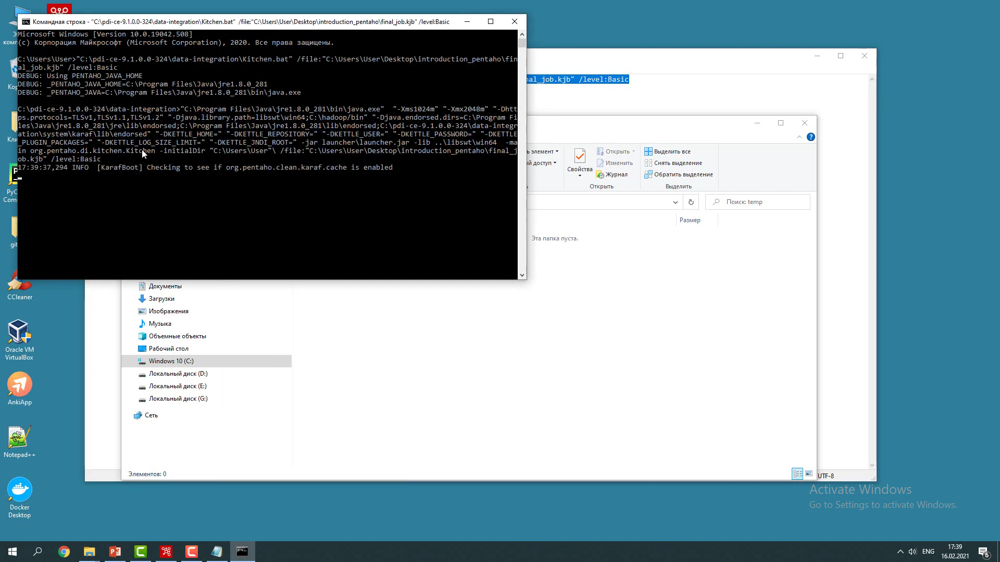 Командная строка - "C:\pdi-ce-9.1.0.0-324\data-integration\Kitchen.bat" /file:"C:\Users\User\Desktop\introduction_pentaho\final_job.kjb" /level:Basic
Microsoft Windows [Version 10.0.19042.508]
(c) Корпорация Майкрософт (Microsoft Corporation), 2020. Все права защищены.
C:\Users\User>"C:\pdi-ce-9.1.0.0-324\data-integration\Kitchen.bat" /file:"C:\Users\User\Desktop\introduction_pentaho\fin
al_job.kjb" /level:Basic
DEBUG: Using PENTAHO_JAVA_HOME
DEBUG: _PENTAHO_JAVA_HOME=C:\Program Files\Java\jre1.8.0_281
DEBUG: _PENTAHO_JAVA=C:\Program Files\Java\jre1.8.0_281\bin\java.exe
C:\pdi-ce-9.1.0.0-324\data-integration>"C:\Program Files\Java\jre1.8.0_281\bin\java.exe"  "-Xms1024m" "-Xmx2048m" "-Dhtt
ps.protocols=TLSv1,TLSv1.1,TLSv1.2" "-Djava.library.path=libswt\win64;C:\hadoop/bin" "-Djava.endorsed.dirs=C:\Program Fi
les\Java\jre1.8.0_281\jre\lib\endorsed;C:\Program Files\Java\jre1.8.0_281\lib\endorsed;C:\pdi-ce-9.1.0.0-324\data-integr
ation\system\karaf\lib\endorsed" "-DKETTLE_HOME=" "-DKETTLE_REPOSITORY=" "-DKETTLE_USER=" "-DKETTLE_PASSWORD=" "-DKETTLE
_PLUGIN_PACKAGES=" "-DKETTLE_LOG_SIZE_LIMIT=" "-DKETTLE_JNDI_ROOT=" -jar launcher\launcher.jar -lib ..\libswt\win64  -ma
in org.pentaho.di.kitchen.Kitchen -initialDir "C:\Users\User"\ /file:"C:\Users\User\Desktop\introduction_pentaho\final_j
ob.kjb" /level:Basic
17:39:37,294 INFO  [KarafBoot] Checking to see if org.pentaho.clean.karaf.cache is enabled
nal_job.kjb" /level:Basic
ь элемент
й доступ
Свойства
Открыть
Изменить
Журнал
Открыть
Выделить все
Снять выделение
Обратить выделение
Выделить
Поиск: temp
Размер
Эта папка пуста.
Документы
Загрузки
Изображения
Музыка
Объемные объекты
Рабочий стол
Windows 10 (C:)
Локальный диск (D:)
Локальный диск (E:)
Локальный диск (G:)
Сеть
Элементов: 0
UTF-8
Activate Windows
Go to Settings to activate Windows.
ком
Кор
Кли
PyC
Com
git
CCleaner
Oracle VM
VirtualBox
AnkiApp
Notepad++
Docker
Desktop
ENG
17:39
16.02.2021
6